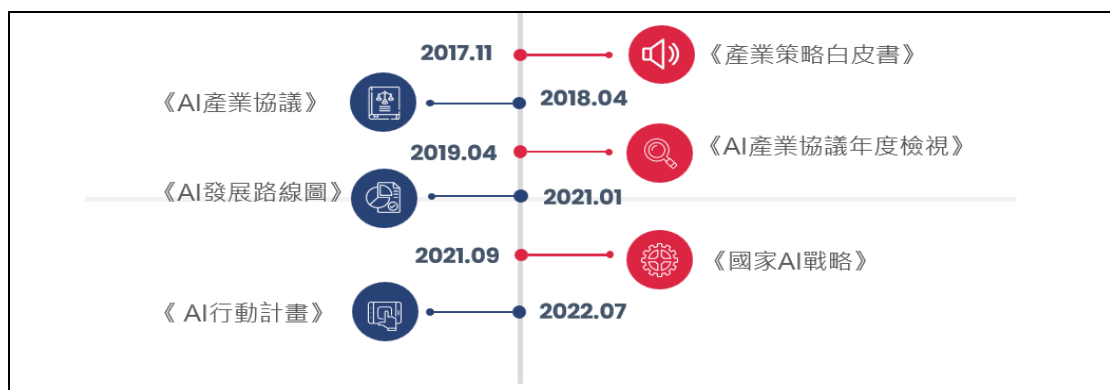 2017.11
《產業策略白皮書》
《AI產業協議》
2018.04
2019.04
《AI產業協議年度檢視》
《AI發展路線圖》
2021.01
2021.09
《國家AI戰略》
《 AI行動計畫》
2022.07